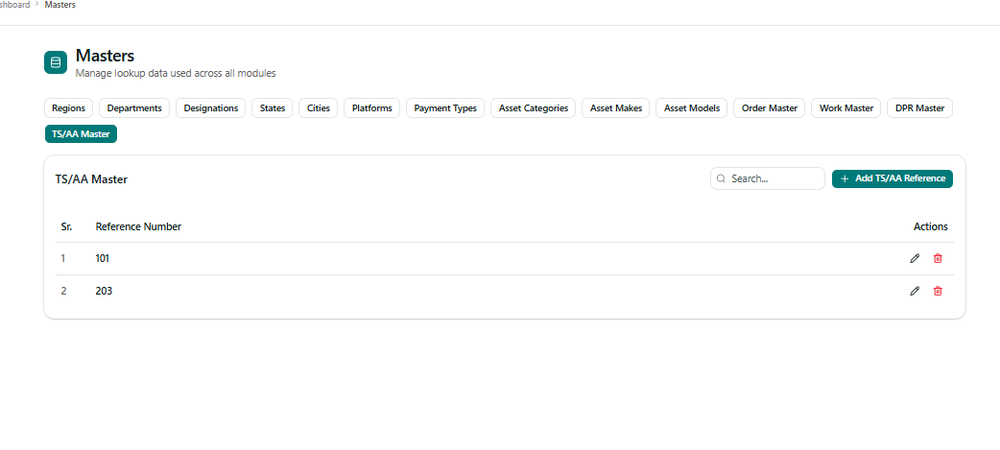 shboard > Masters
Masters
Manage lookup data used across all modules
Regions Departments Designations States Cities Platforms Payment Types Asset Categories Asset Makes Asset Models Order Master Work Master DPR Master
TS/AA Master
TS/AA Master Search... + Add TS/AA Reference
Sr. Reference Number Actions
1 101
2 203